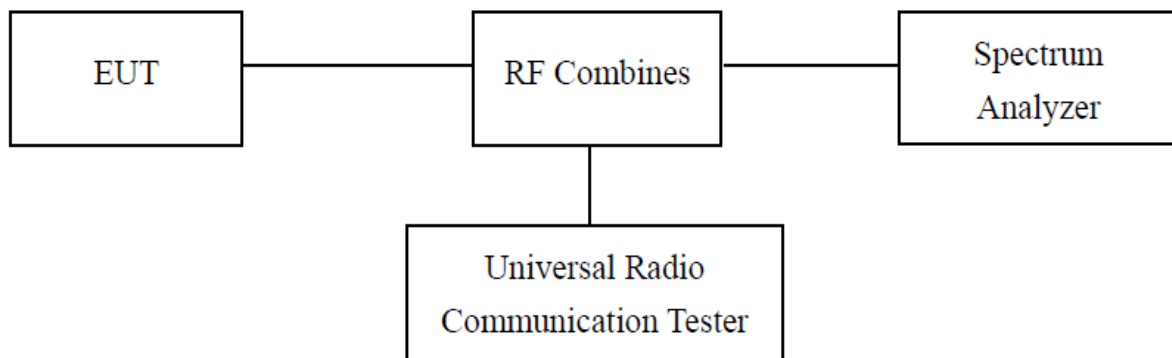 EUT
RF Combines
Spectrum
Analyzer
Universal Radio
Communication Tester